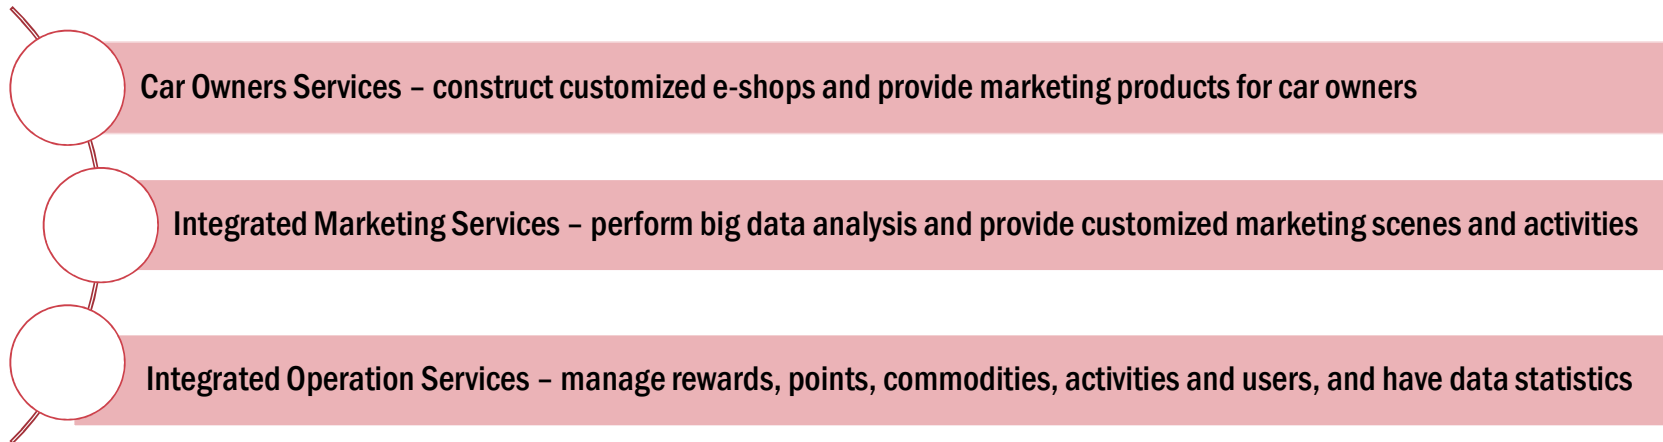 Car Owners Services – construct customized e-shops and provide marketing products for car owners
Integrated Marketing Services – perform big data analysis and provide customized marketing scenes and activities
Integrated Operation Services – manage rewards, points, commodities, activities and users, and have data statistics